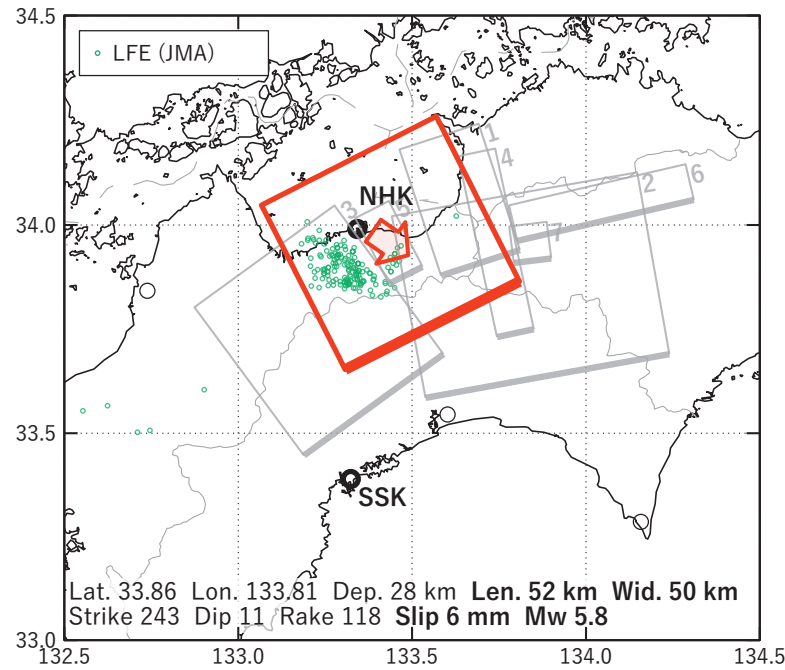 34.5
LFE (JMA)
1
4
NHK
2
6
3
5
34.0
7
33.5
SSK
Lat. 33.86 Lon. 133.81 Dep. 28 km Len. 52 km Wid. 50 km
Strike 243 Dip 11 Rake 118 Slip 6 mm Mw 5.8
33.0
132.5 133.0 133.5 134.0 134.5